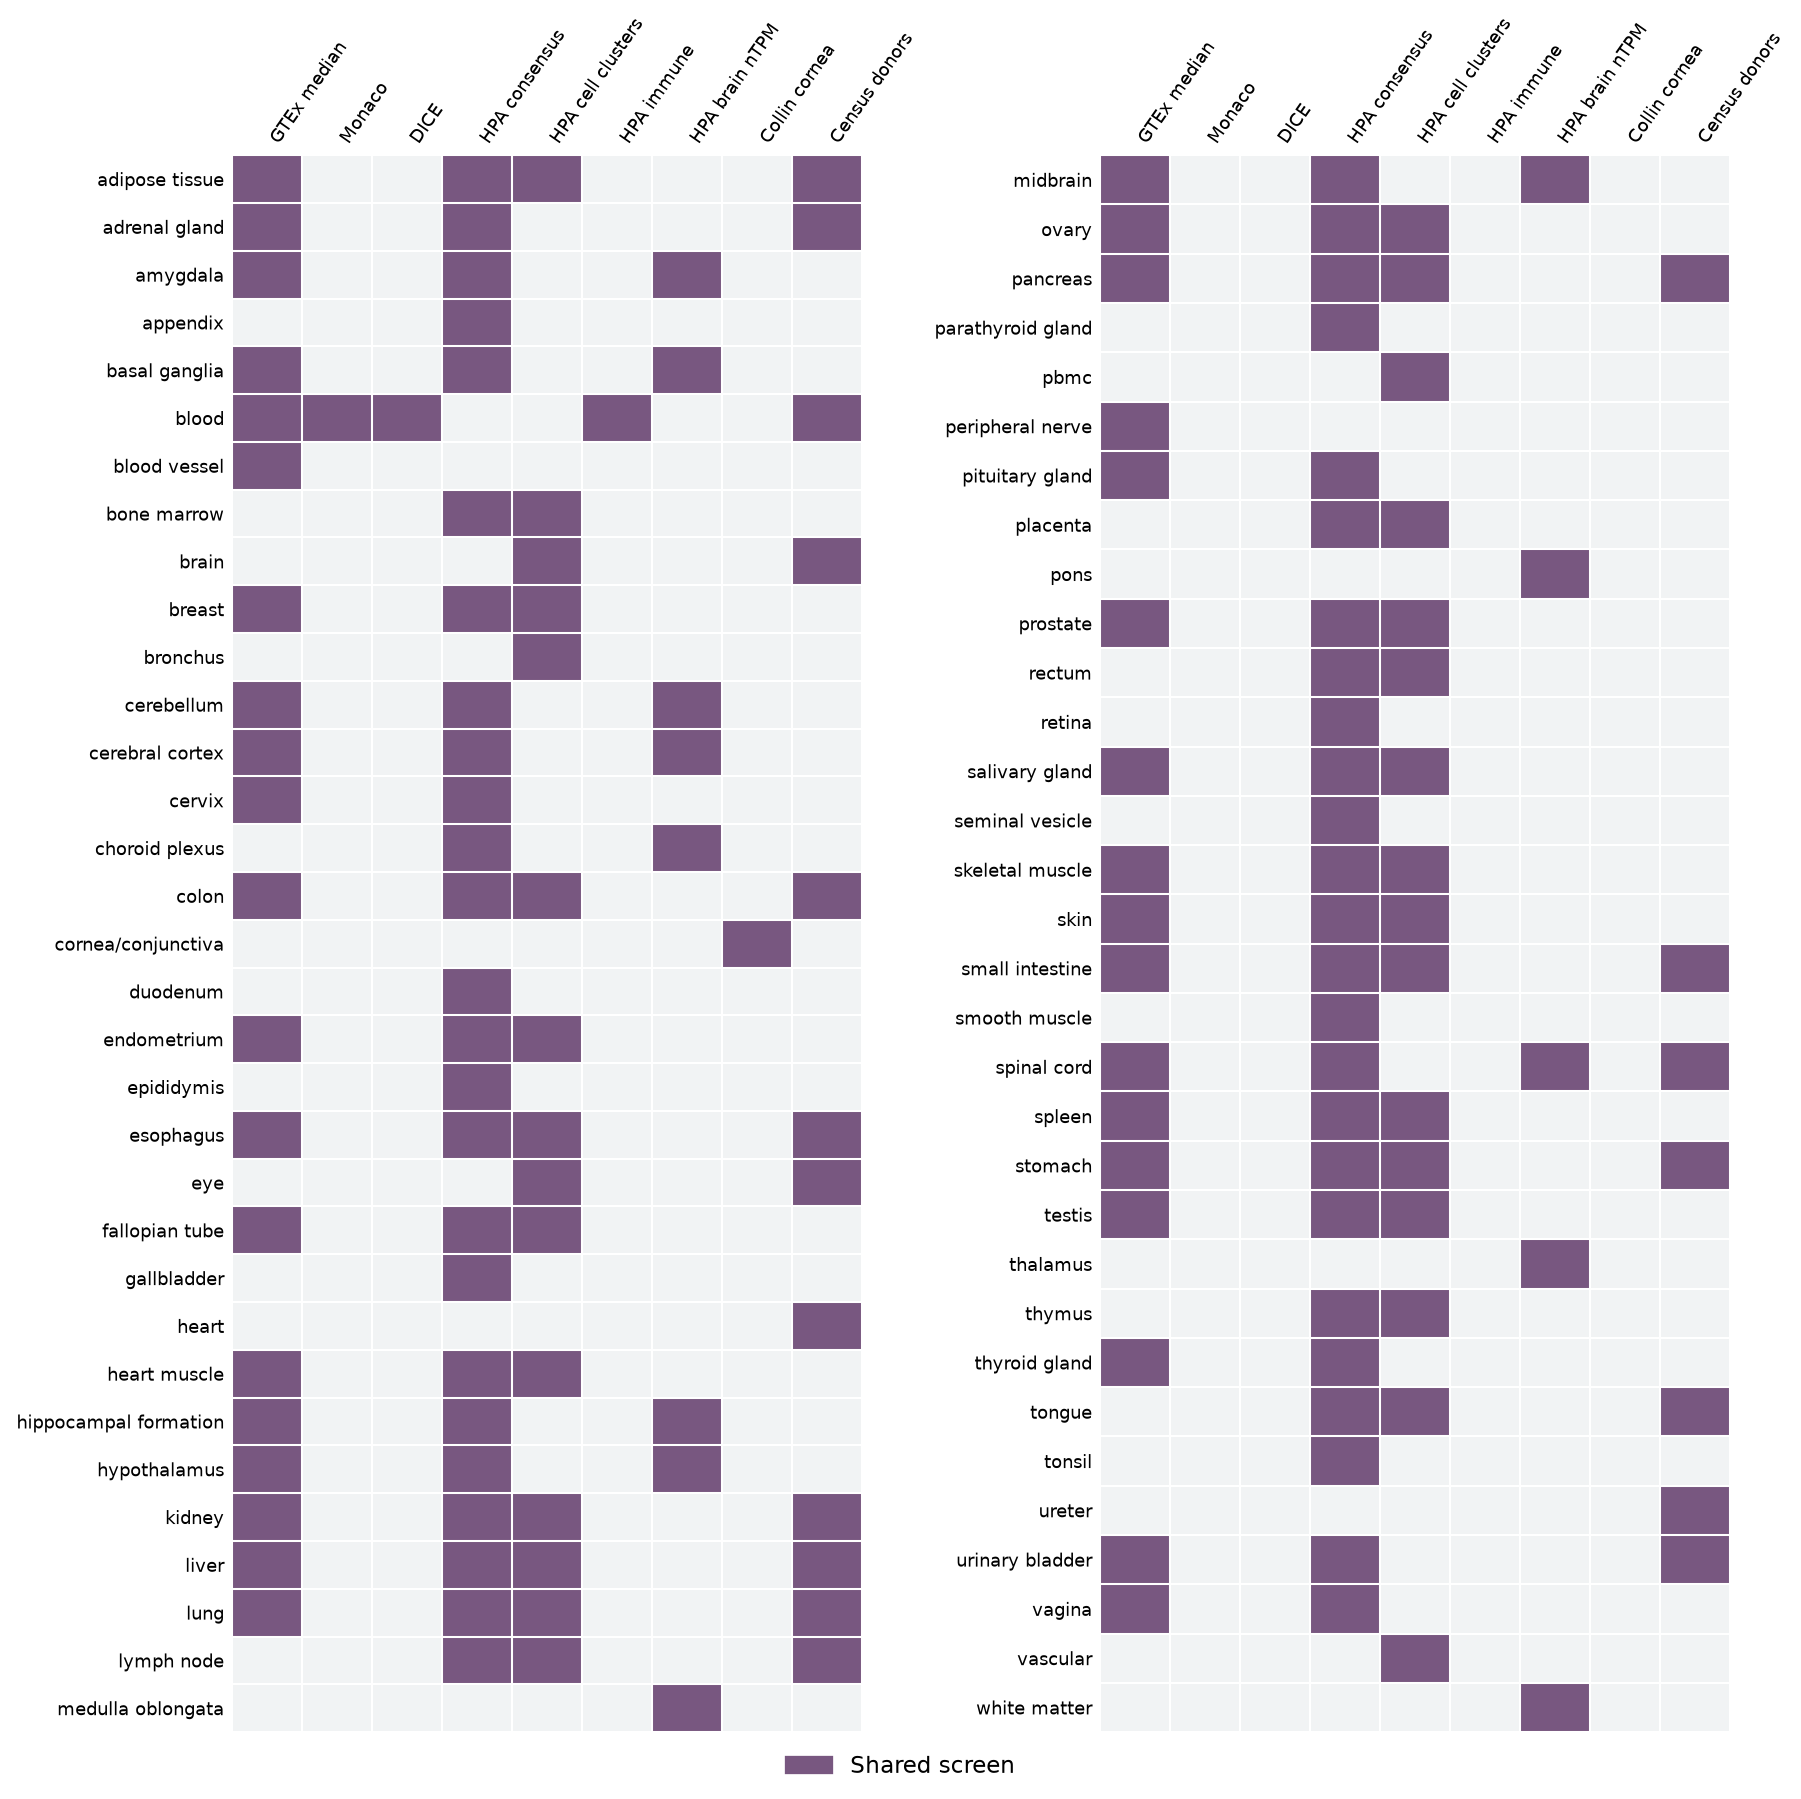 GTEx median
Monaco
DICE
HPA consensus
HPA cell clusters
HPA immune
HPA brain nTPM
Collin cornea
Census donors
adipose tissue
adrenal gland
amygdala
appendix
basal ganglia
blood
blood vessel
bone marrow
brain
breast
bronchus
cerebellum
cerebral cortex
cervix
choroid plexus
colon
cornea/conjunctiva
duodenum
endometrium
epididymis
esophagus
eye
fallopian tube
gallbladder
heart
heart muscle
hippocampal formation
hypothalamus
kidney
liver
lung
lymph node
medulla oblongata
GTEx median
Monaco
DICE
HPA consensus
HPA cell clusters
HPA immune
HPA brain nTPM
Collin cornea
Census donors
midbrain
ovary
pancreas
parathyroid gland
pbmc
peripheral nerve
pituitary gland
placenta
pons
prostate
rectum
retina
salivary gland
seminal vesicle
skeletal muscle
skin
small intestine
smooth muscle
spinal cord
spleen
stomach
testis
thalamus
thymus
thyroid gland
tongue
tonsil
ureter
urinary bladder
vagina
vascular
white matter
Shared screen